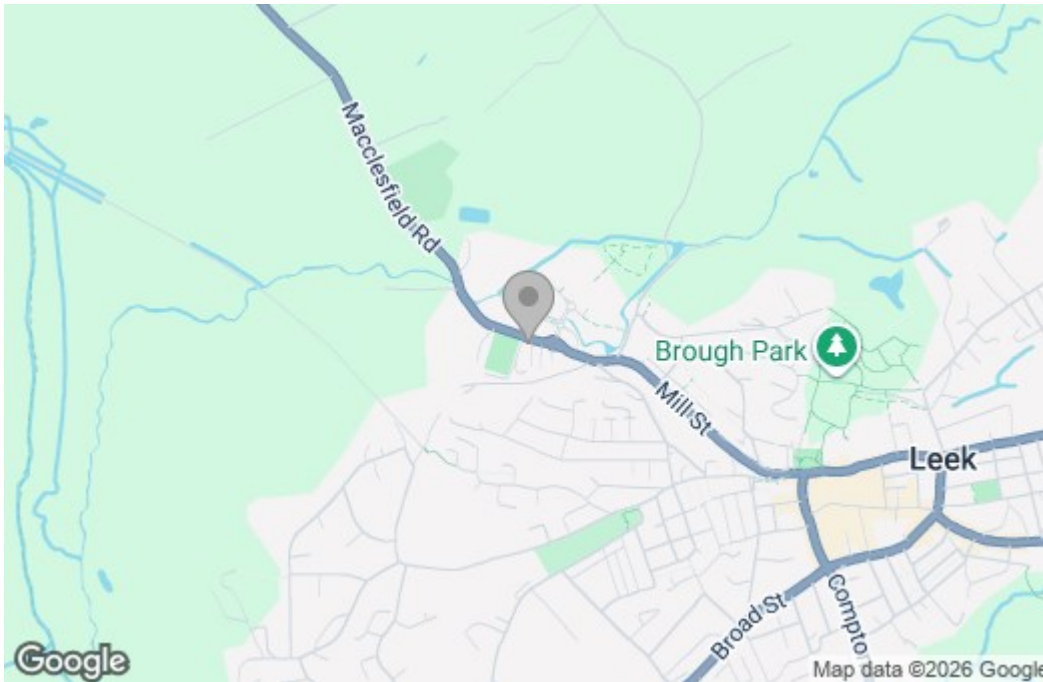 Macclesfield Rd
Brough Park
Mill St
Leek
Broad St
Compto
Google
Map data ©2026 Google